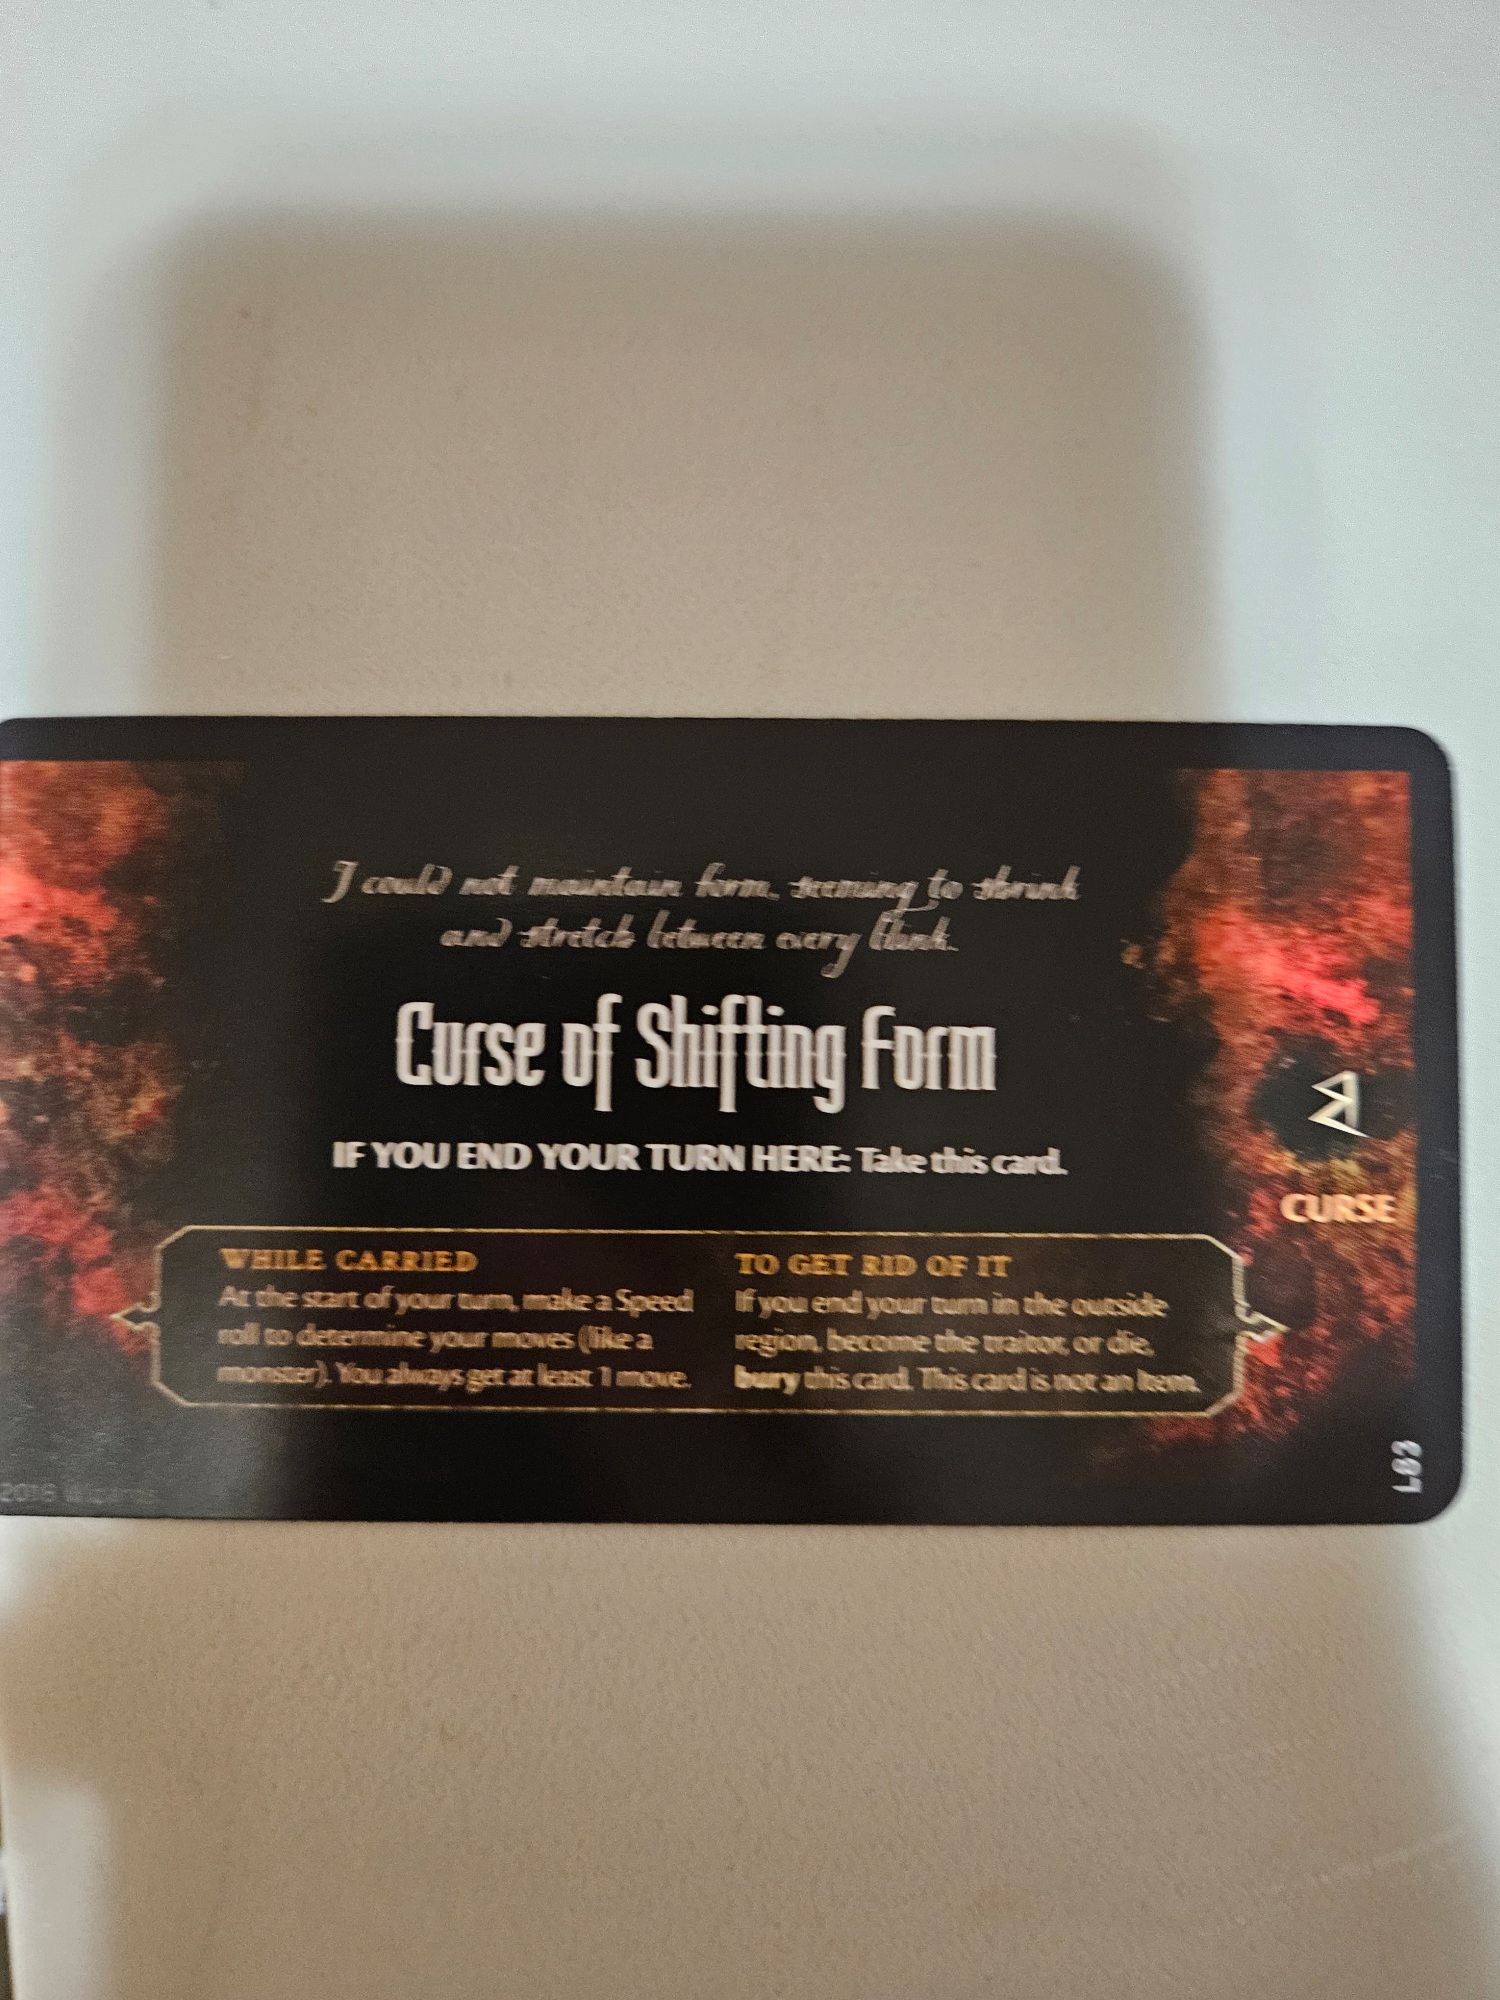 I could not maintain form, seeming to shrink
and stretch between every blink.
Curse of Shifting Form
IF YOU END YOUR TURN HERE: Take this card.
CURSE
WHILE CARRIED
At the start of your turn, make a Speed
roll to determine your moves (like a
monster). You always get at least 1 move.
TO GET RID OF IT
If you end your turn in the outside
region, become the traitor, or die,
bury this card. This card is not an Item.
2016 Wizards